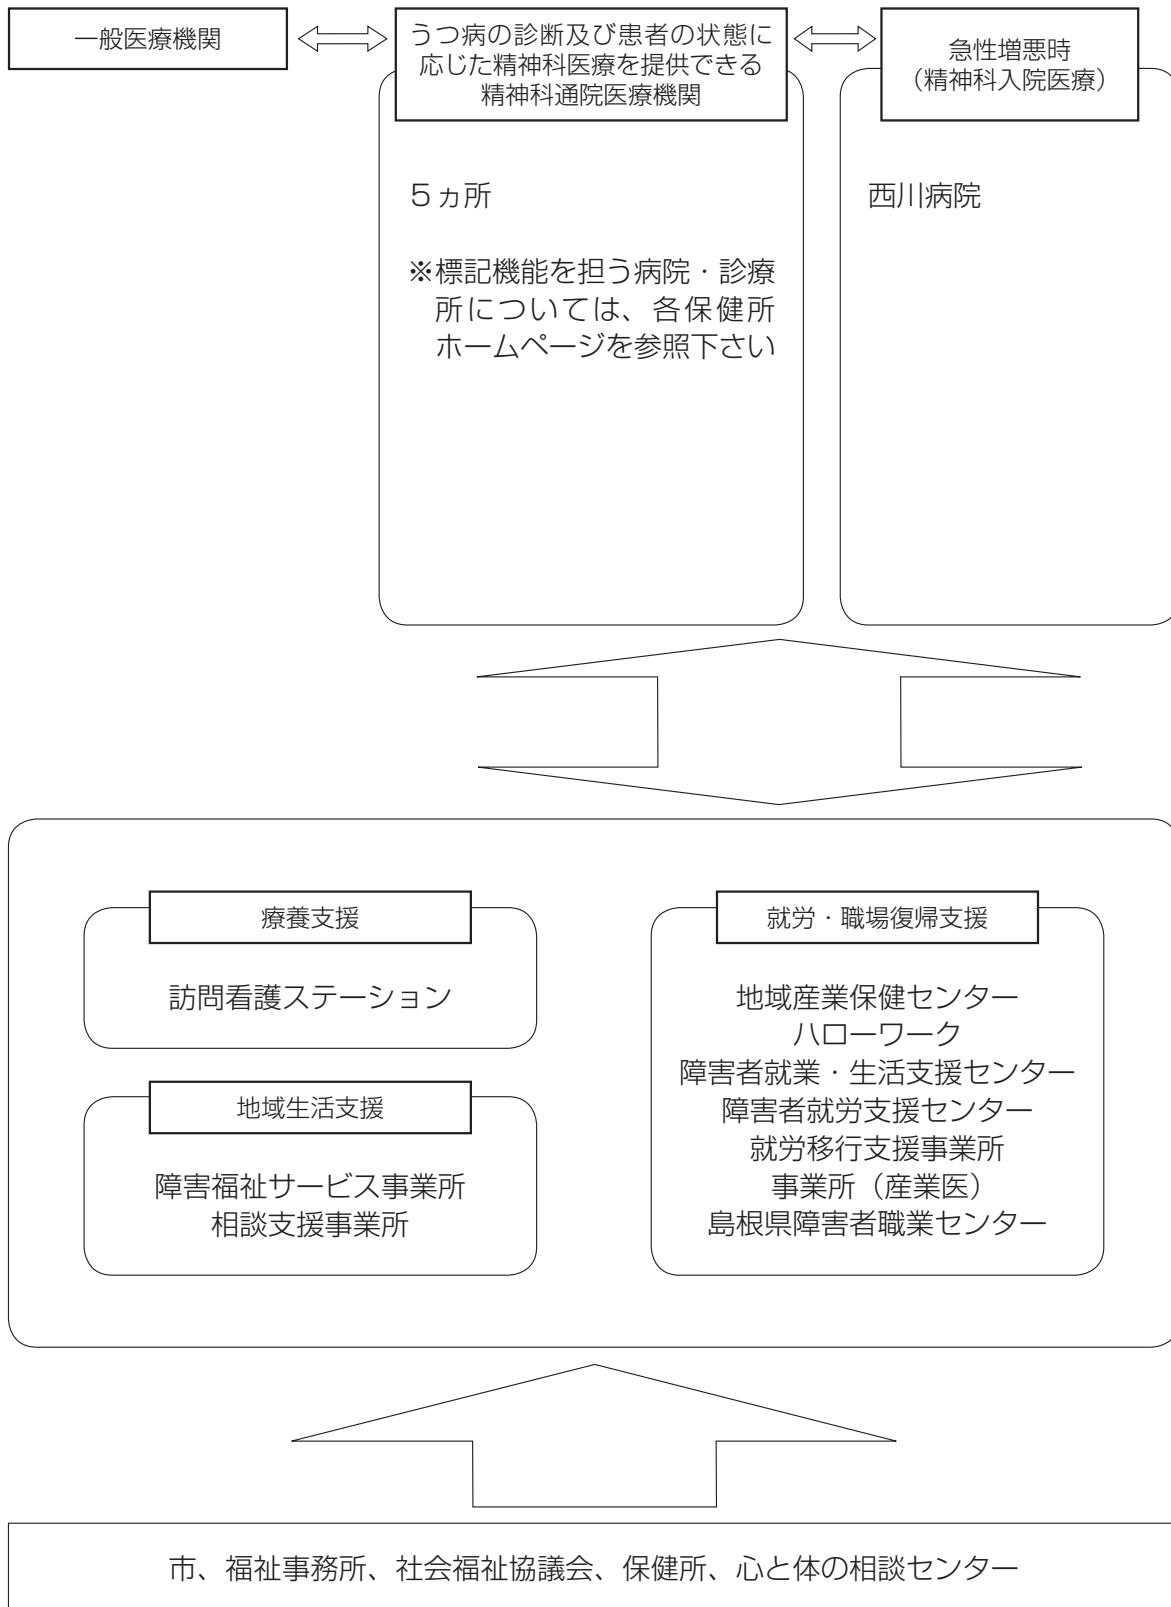 一般医療機関
うつ病の診断及び患者の状態に
応じた精神科医療を提供できる
精神科通院医療機関
急性増悪時
（精神科入院医療）
５ヵ所
※標記機能を担う病院・診療
所については、各保健所
ホームページを参照下さい
西川病院
療養支援
訪問看護ステーション
地域生活支援
障害福祉サービス事業所
相談支援事業所
就労・職場復帰支援
地域産業保健センター
ハローワーク
障害者就業・生活支援センター
障害者就労支援センター
就労移行支援事業所
事業所（産業医）
島根県障害者職業センター
市、福祉事務所、社会福祉協議会、保健所、心と体の相談センター